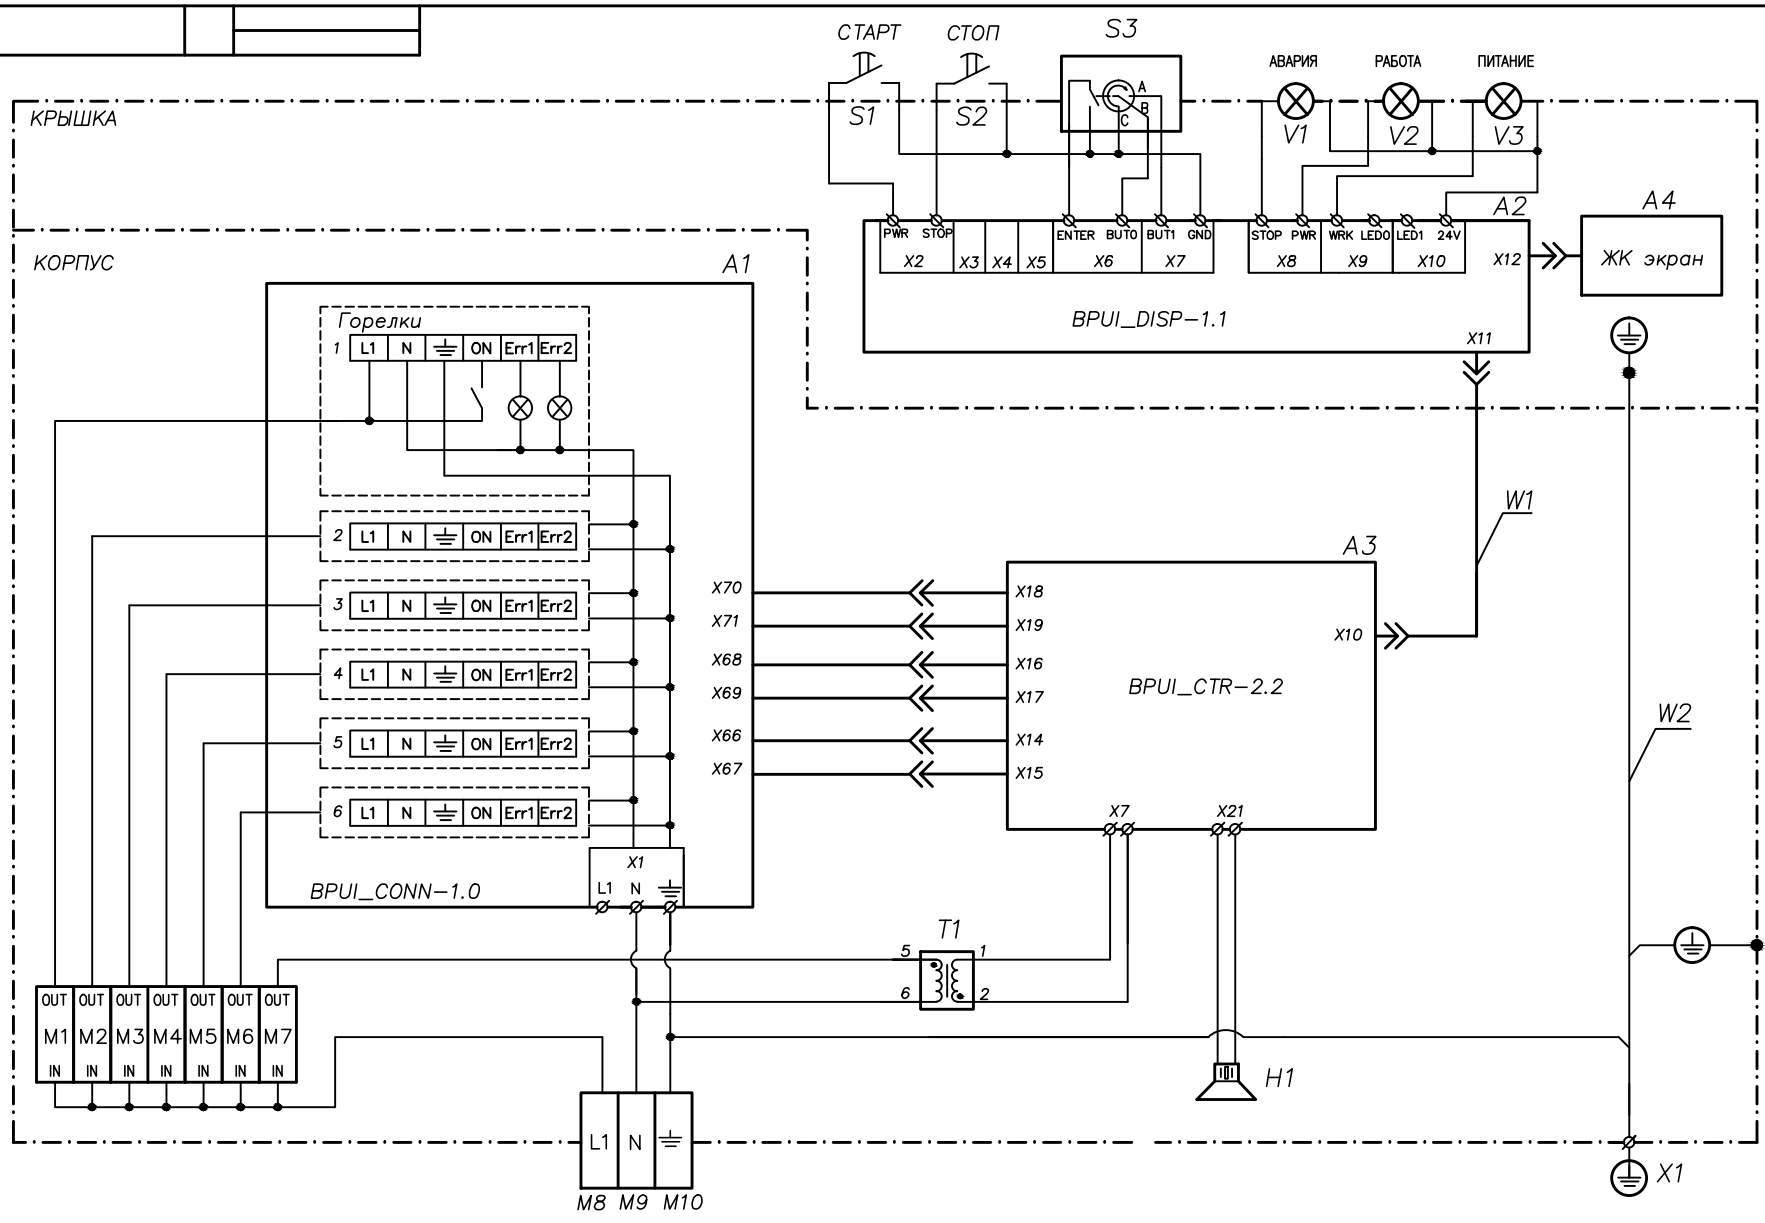 СТАРТ
СТОП
S3
АВАРИЯ
РАБОТА
ПИТАНИЕ
S1
S2
A
B
C
V1
V2
V3
КРЫШКА
КОРПУС
A2
A4
PWR STOP
ENTER BUT0 BUT1 GND
STOP PWR WRK LED0 LED1 24V
X2 X3 X4 X5 X6 X7
X8 X9 X10
X12
ЖК экран
BPUI_DISP-1.1
X11
A1
Горелки
1 L1 N ON Err1 Err2
2 L1 N ON Err1 Err2
3 L1 N ON Err1 Err2
4 L1 N ON Err1 Err2
5 L1 N ON Err1 Err2
6 L1 N ON Err1 Err2
X70
X71
X68
X69
X66
X67
X1
L1 N
BPUI_CONN-1.0
A3
X18
X19
X16
X17
X14
X15
X10
BPUI_CTR-2.2
X7
X21
W1
W2
T1
5
6
1
2
H1
OUT OUT OUT OUT OUT OUT OUT
M1 M2 M3 M4 M5 M6 M7
IN IN IN IN IN IN IN
L1 N
M8 M9 M10
X1